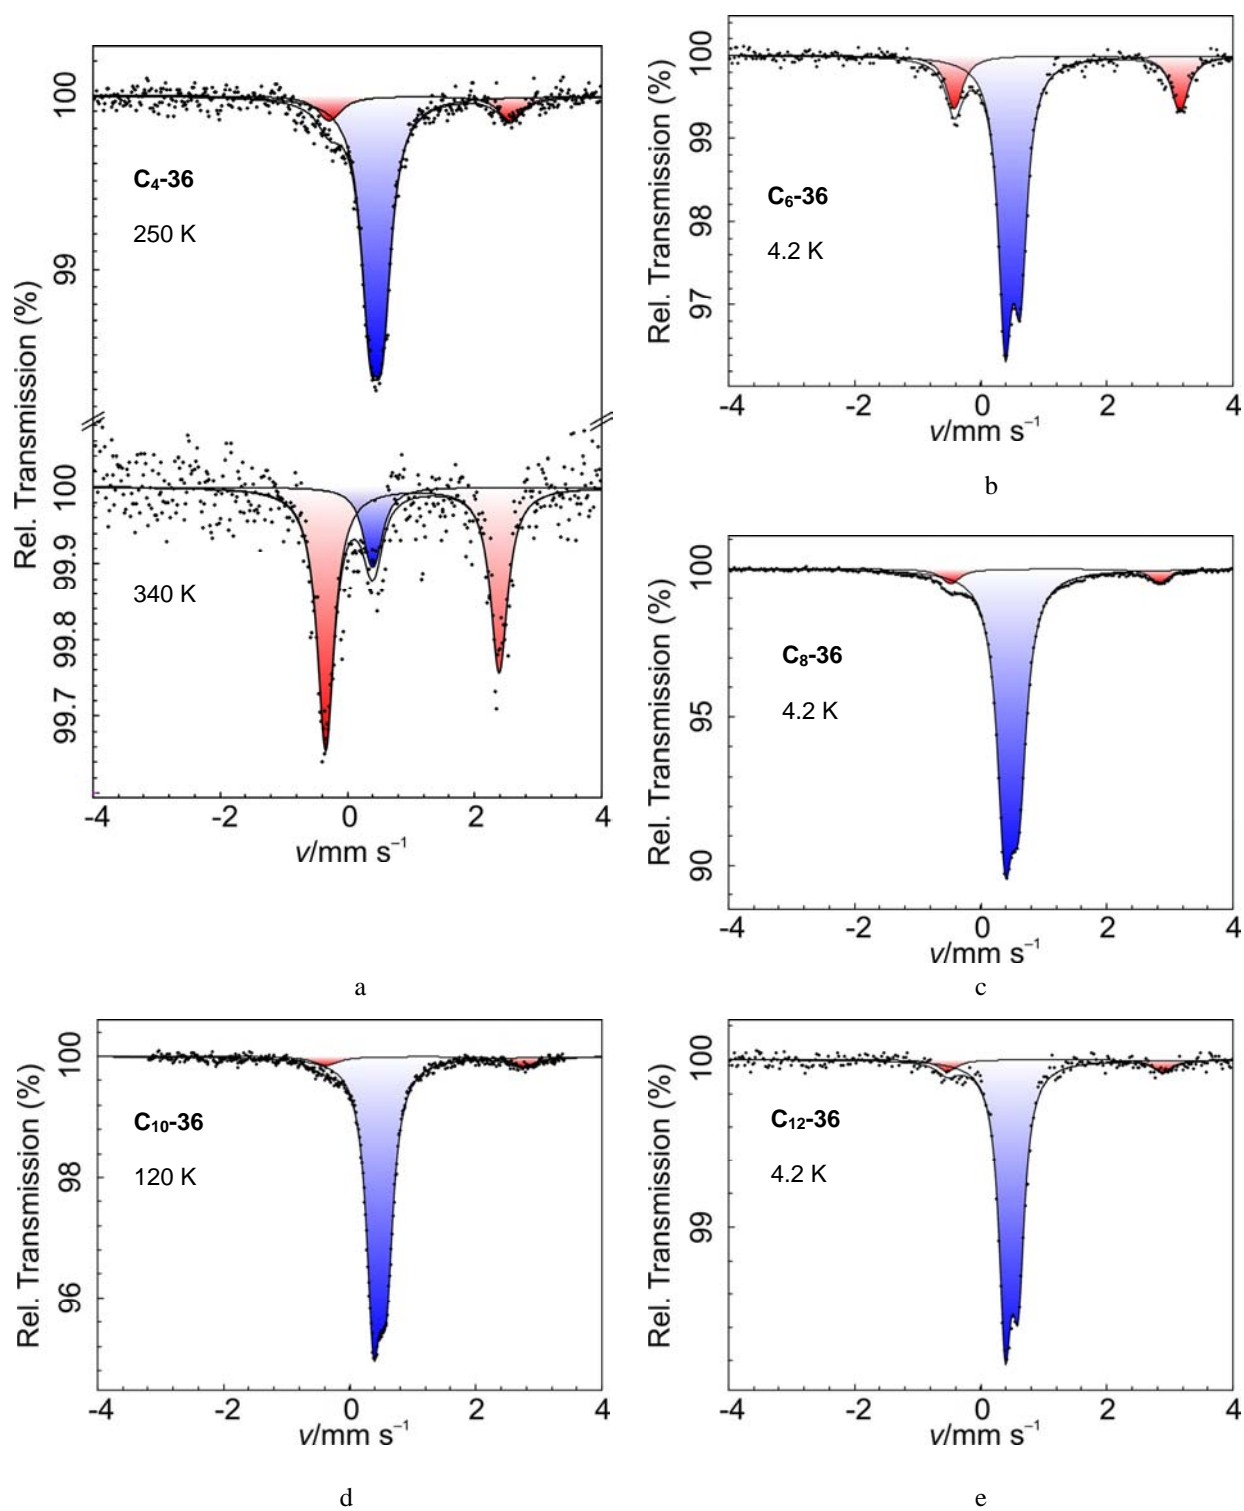 Rel. Transmission (%)
100
99
C₄-36
250 K
100
99.9
99.8
99.7
340 K
-4 -2 0 2 4
v/mm s⁻¹
a
Rel. Transmission (%)
100
99
98
97
C₆-36
4.2 K
-4 -2 0 2 4
v/mm s⁻¹
b
Rel. Transmission (%)
100
95
90
C₈-36
4.2 K
-4 -2 0 2 4
v/mm s⁻¹
c
Rel. Transmission (%)
100
98
96
C₁₀-36
120 K
-4 -2 0 2 4
v/mm s⁻¹
d
Rel. Transmission (%)
100
99
C₁₂-36
4.2 K
-4 -2 0 2 4
v/mm s⁻¹
e